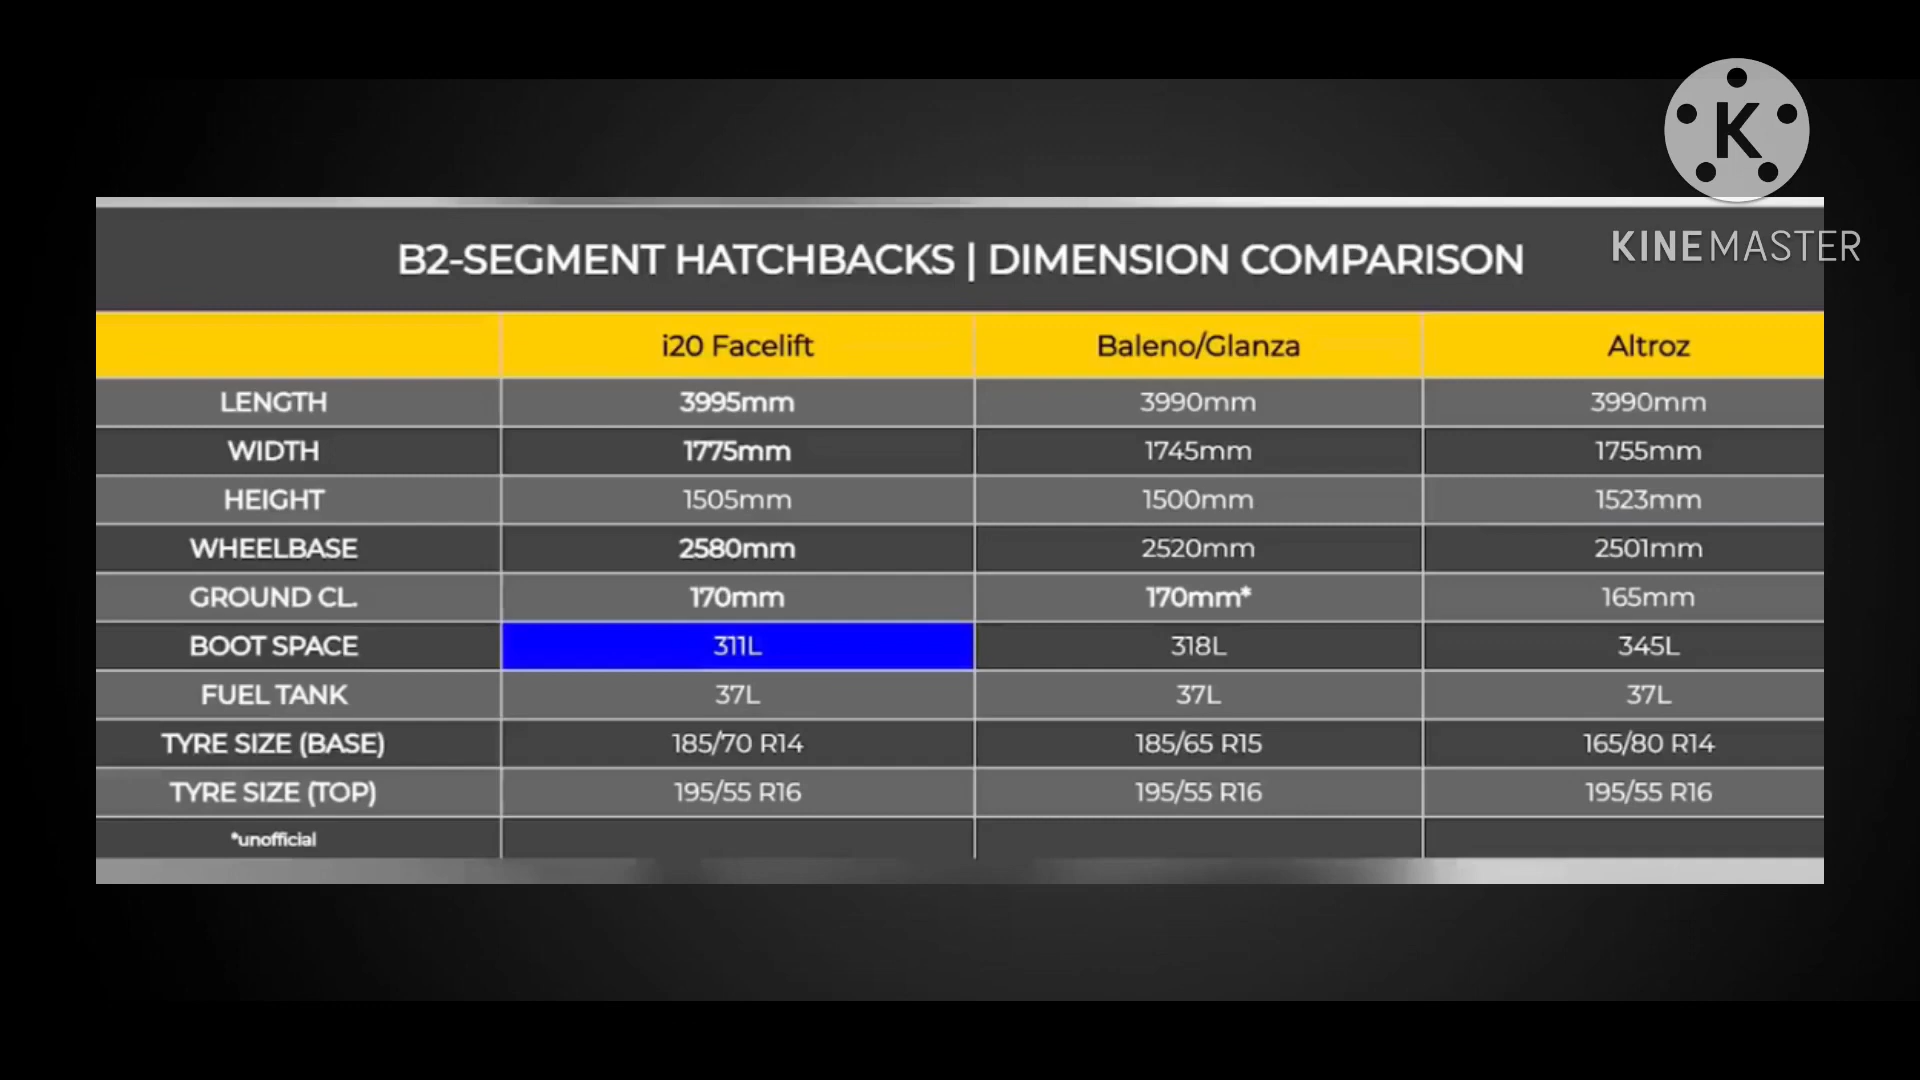 K
KINEMASTER
B2-SEGMENT HATCHBACKS | DIMENSION COMPARISON
i20 Facelift Baleno/Glanza Altroz
LENGTH 3995mm 3990mm 3990mm
WIDTH 1775mm 1745mm 1755mm
HEIGHT 1505mm 1500mm 1523mm
WHEELBASE 2580mm 2520mm 2501mm
GROUND CL. 170mm 170mm* 165mm
BOOT SPACE 311L 318L 345L
FUEL TANK 37L 37L 37L
TYRE SIZE (BASE) 185/70 R14 185/65 R15 165/80 R14
TYRE SIZE (TOP) 195/55 R16 195/55 R16 195/55 R16
*unofficial